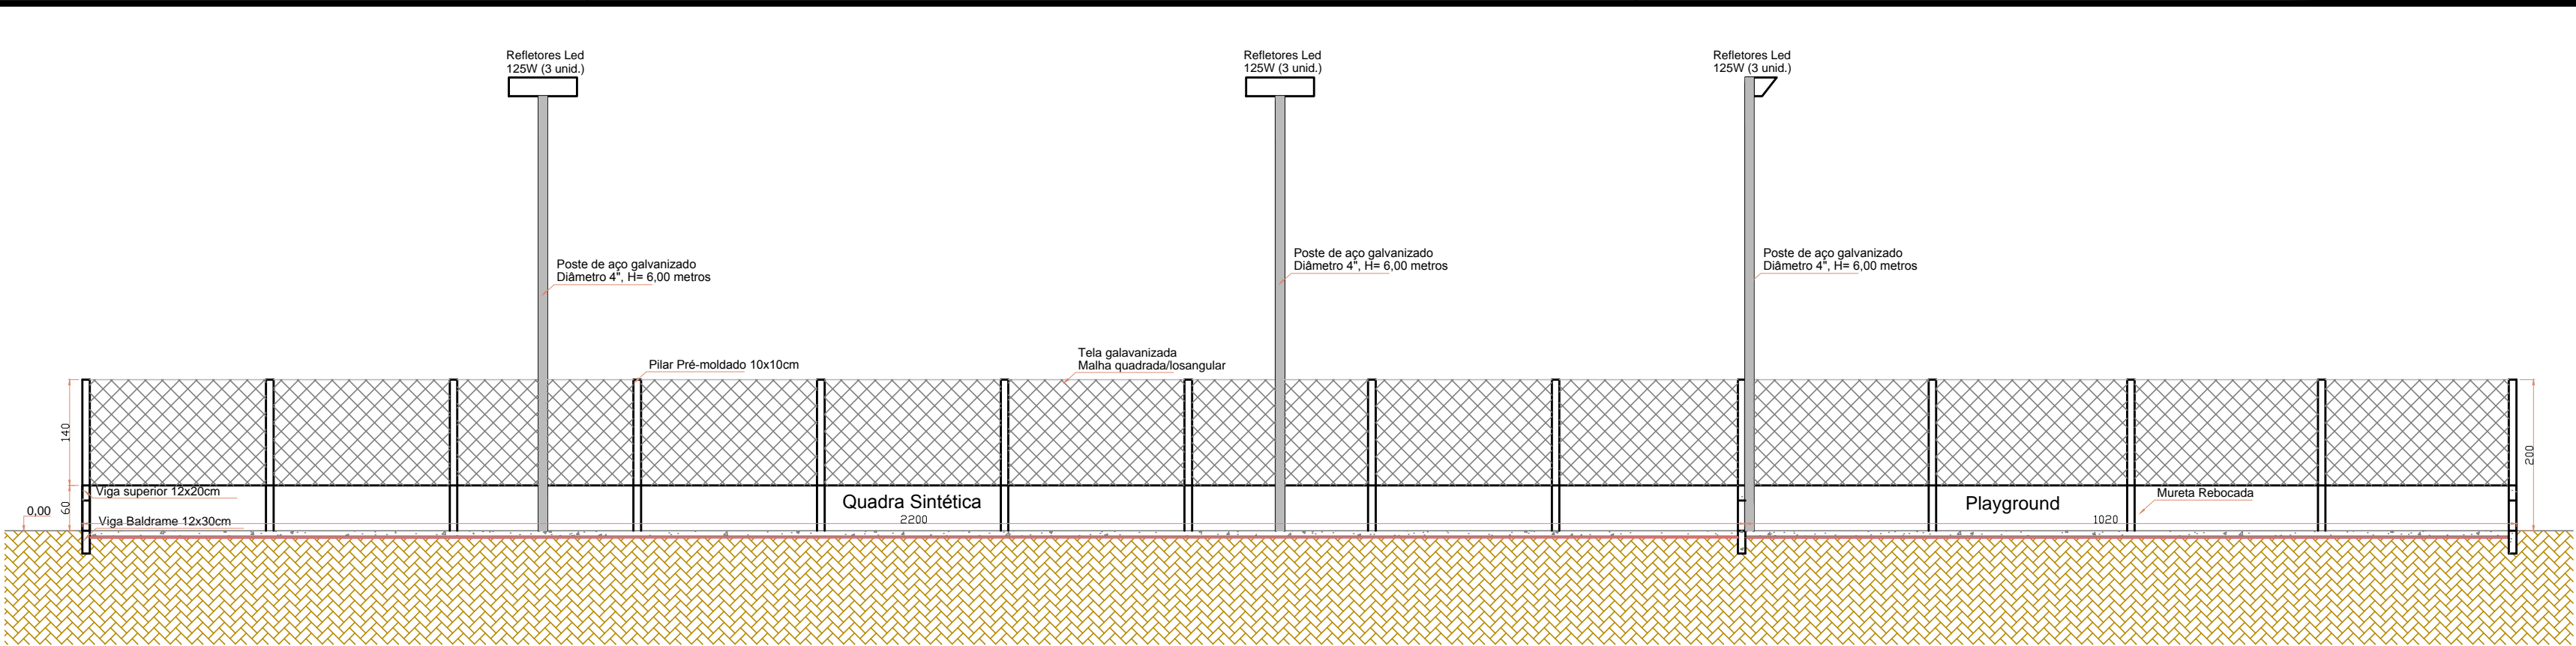 Refletores Led
125W (3 unid.)
Refletores Led
125W (3 unid.)
Refletores Led
125W (3 unid.)
Poste de aço galvanizado
Diâmetro 4", H= 6,00 metros
Poste de aço galvanizado
Diâmetro 4", H= 6,00 metros
Poste de aço galvanizado
Diâmetro 4", H= 6,00 metros
Pilar Pré-moldado 10x10cm
Tela galavanizada
Malha quadrada/losangular
140
200
60
Viga superior 12x20cm
Quadra Sintética
Playground
Mureta Rebocada
0,00
Viga Baldrame 12x30cm
2200
1020